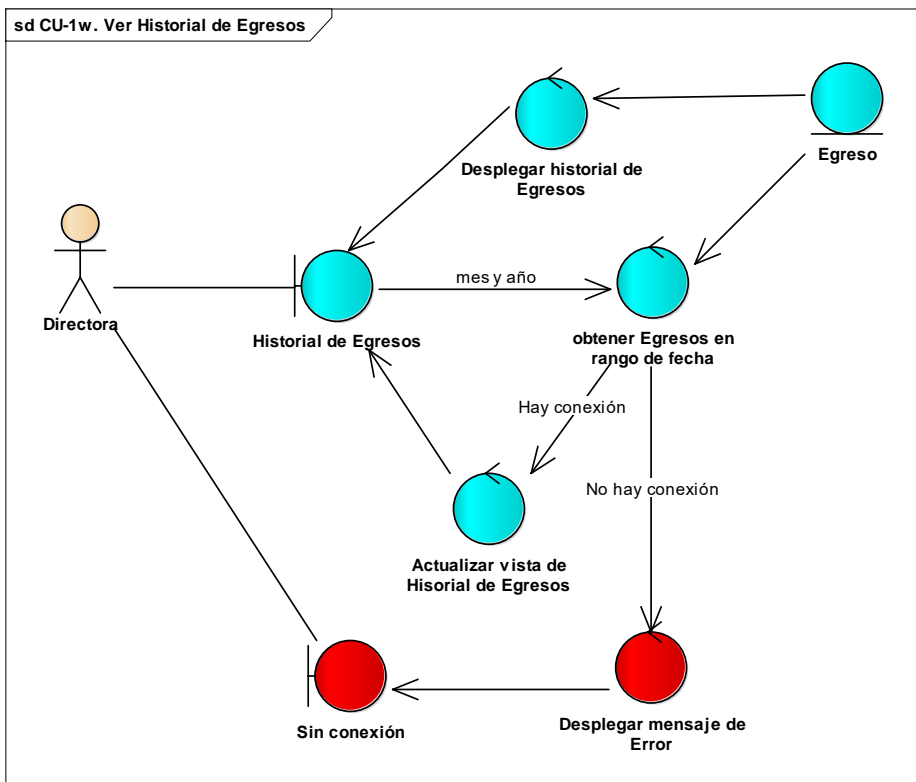 sd CU-1w. Ver Historial de Egresos
Desplegar historial de
Egresos
Egreso
Directora
Historial de Egresos
mes y año
obtener Egresos en
rango de fecha
Hay conexión
No hay conexión
Actualizar vista de
Hisorial de Egresos
Sin conexión
Desplegar mensaje de
Error